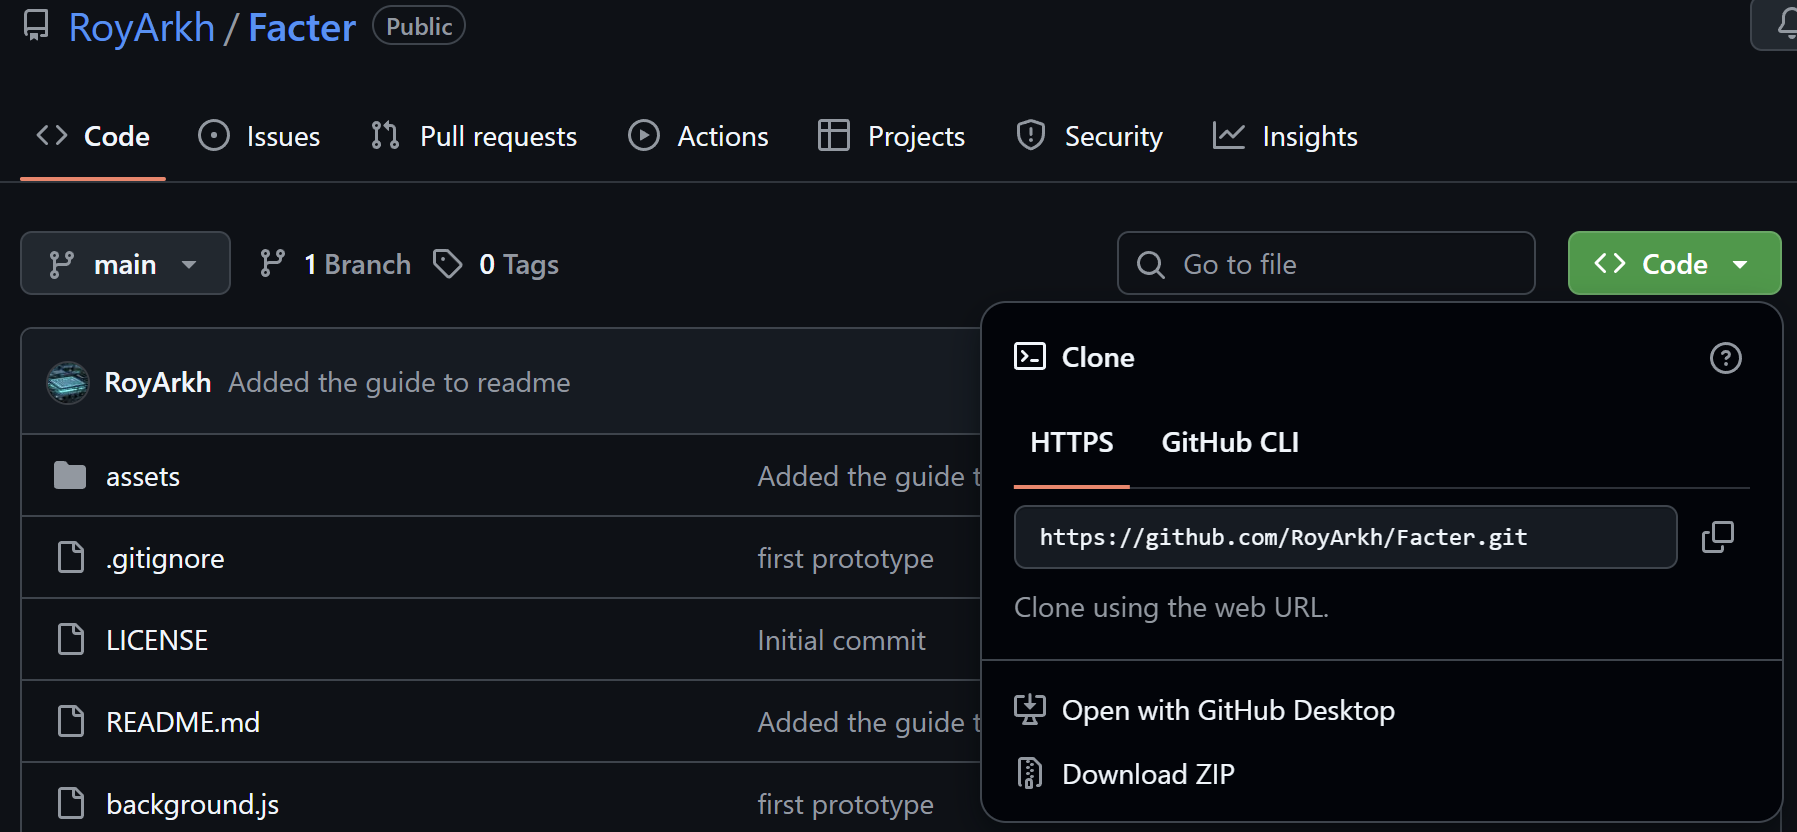 RoyArkh / Facter Public
Code Issues Pull requests Actions Projects Security Insights
main 1 Branch 0 Tags Go to file Code
RoyArkh Added the guide to readme
assets Added the guide t
.gitignore first prototype
LICENSE Initial commit
README.md Added the guide t
background.js first prototype
Clone
HTTPS GitHub CLI
https://github.com/RoyArkh/Facter.git
Clone using the web URL.
Open with GitHub Desktop
Download ZIP